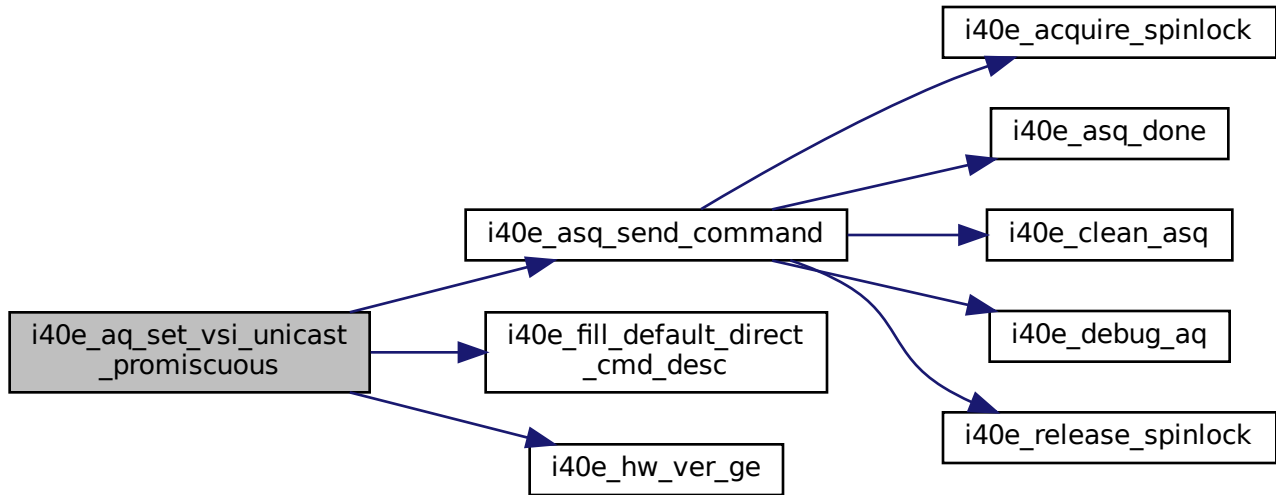 i40e_acquire_spinlock
i40e_asq_done
i40e_asq_send_command
i40e_clean_asq
i40e_aq_set_vsi_unicast
_promiscuous
i40e_fill_default_direct
_cmd_desc
i40e_debug_aq
i40e_release_spinlock
i40e_hw_ver_ge